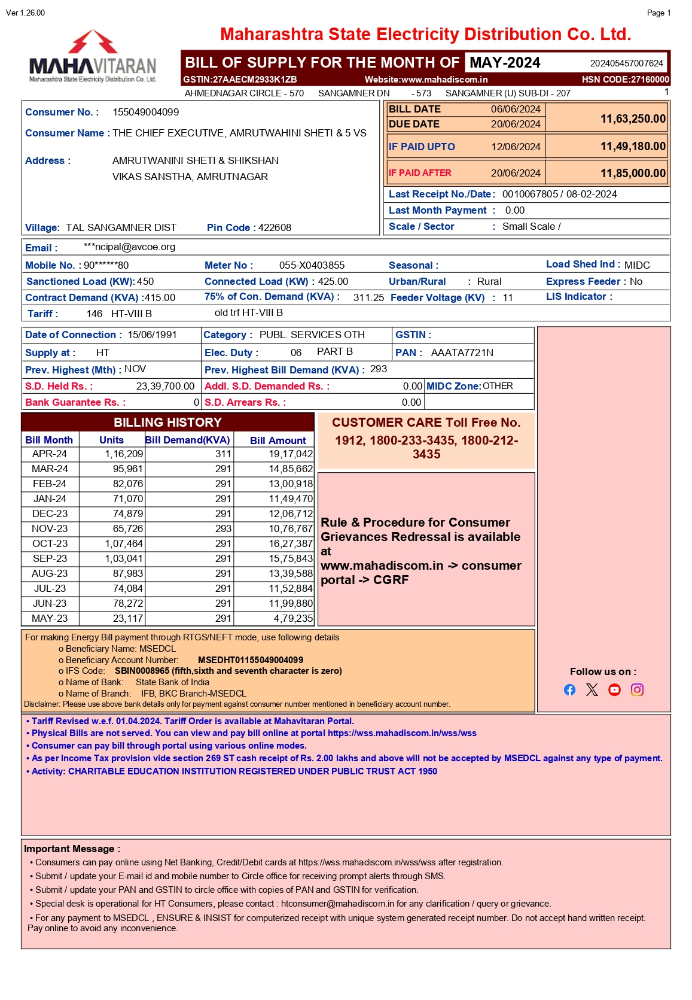 Ver 1.26.00 Page 1
Maharashtra State Electricity Distribution Co. Ltd.
MAHAVITARAN
Maharashtra State Electricity Distribution Co. Ltd.
BILL OF SUPPLY FOR THE MONTH OF MAY-2024 202405457007624
GSTIN:27AAECM2933K1ZB Website:www.mahadiscom.in HSN CODE:27160000
AHMEDNAGAR CIRCLE - 570 SANGAMNER DN - 573 SANGAMNER (U) SUB-DI - 207 1
Consumer No. : 155049004099
Consumer Name : THE CHIEF EXECUTIVE, AMRUTWAHINI SHETI & 5 VS
Address : AMRUTWANINI SHETI & SHIKSHAN
VIKAS SANSTHA, AMRUTNAGAR
Village: TAL SANGAMNER DIST Pin Code : 422608
BILL DATE 06/06/2024 11,63,250.00
DUE DATE 20/06/2024
IF PAID UPTO 12/06/2024 11,49,180.00
IF PAID AFTER 20/06/2024 11,85,000.00
Last Receipt No./Date: 0010067805 / 08-02-2024
Last Month Payment : 0.00
Scale / Sector : Small Scale /
Email : ***ncipal@avcoe.org
Mobile No. : 90******80 Meter No : 055-X0403855 Seasonal : Load Shed Ind : MIDC
Sanctioned Load (KW): 450 Connected Load (KW) : 425.00 Urban/Rural : Rural Express Feeder : No
Contract Demand (KVA) :415.00 75% of Con. Demand (KVA) : 311.25 Feeder Voltage (KV) : 11 LIS Indicator :
Tariff : 146 HT-VIII B old trf HT-VIII B
Date of Connection : 15/06/1991 Category : PUBL. SERVICES OTH GSTIN :
Supply at : HT Elec. Duty : 06 PART B PAN : AAATA7721N
Prev. Highest (Mth) : NOV Prev. Highest Bill Demand (KVA) : 293
S.D. Held Rs. : 23,39,700.00 Addl. S.D. Demanded Rs. : 0.00 MIDC Zone: OTHER
Bank Guarantee Rs. : 0 S.D. Arrears Rs. : 0.00
BILLING HISTORY
Bill Month Units Bill Demand(KVA) Bill Amount
APR-24 1,16,209 311 19,17,042
MAR-24 95,961 291 14,85,662
FEB-24 82,076 291 13,00,918
JAN-24 71,070 291 11,49,470
DEC-23 74,879 291 12,06,712
NOV-23 65,726 293 10,76,767
OCT-23 1,07,464 291 16,27,387
SEP-23 1,03,041 291 15,75,843
AUG-23 87,983 291 13,39,588
JUL-23 74,084 291 11,52,884
JUN-23 78,272 291 11,99,880
MAY-23 23,117 291 4,79,235
CUSTOMER CARE Toll Free No.
1912, 1800-233-3435, 1800-212-
3435
Rule & Procedure for Consumer
Grievances Redressal is available
at
www.mahadiscom.in -> consumer
portal -> CGRF
Follow us on :
For making Energy Bill payment through RTGS/NEFT mode, use following details
o Beneficiary Name: MSEDCL
o Beneficiary Account Number: MSEDHT01155049004099
o IFS Code: SBIN0008965 (fifth,sixth and seventh character is zero)
o Name of Bank: State Bank of India
o Name of Branch: IFB, BKC Branch-MSEDCL
Disclaimer: Please use above bank details only for payment against consumer number mentioned in beneficiary account number.
• Tariff Revised w.e.f. 01.04.2024. Tariff Order is available at Mahavitaran Portal.
• Physical Bills are not served. You can view and pay bill online at portal https://wss.mahadiscom.in/wss/wss
• Consumer can pay bill through portal using various online modes.
• As per Income Tax provision vide section 269 ST cash receipt of Rs. 2.00 lakhs and above will not be accepted by MSEDCL against any type of payment.
• Activity: CHARITABLE EDUCATION INSTITUTION REGISTERED UNDER PUBLIC TRUST ACT 1950
Important Message :
• Consumers can pay online using Net Banking, Credit/Debit cards at https://wss.mahadiscom.in/wss/wss after registration.
• Submit / update your E-mail id and mobile number to Circle office for receiving prompt alerts through SMS.
• Submit / update your PAN and GSTIN to circle office with copies of PAN and GSTIN for verification.
• Special desk is operational for HT Consumers, please contact : htconsumer@mahadiscom.in for any clarification / query or grievance.
• For any payment to MSEDCL , ENSURE & INSIST for computerized receipt with unique system generated receipt number. Do not accept hand written receipt.
Pay online to avoid any inconvenience.